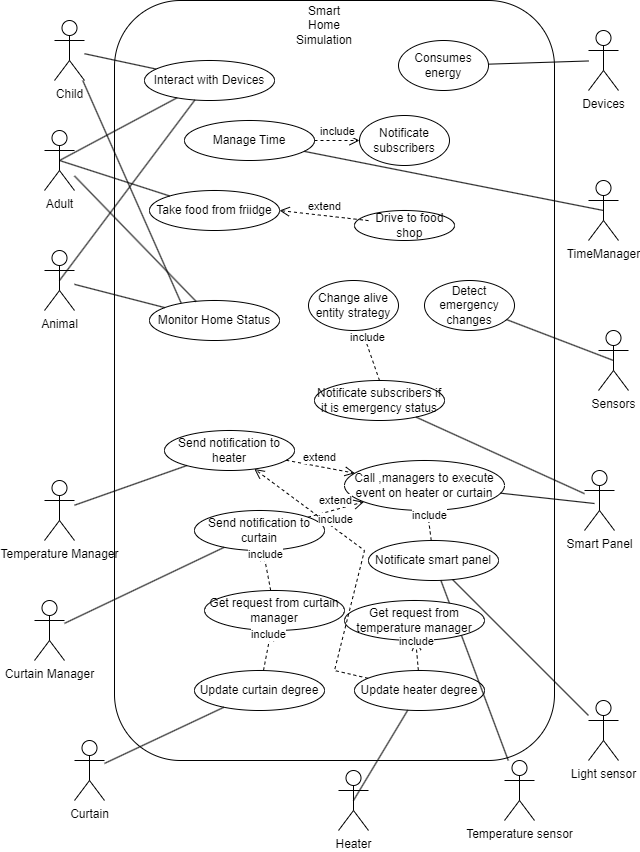 Smart
Home
Simulation
Child
Interact with Devices
Consumes
energy
Devices
Manage Time
include
Notificate
subscribers
Adult
Take food from friidge
extend
Drive to food
shop
TimeManager
Animal
Monitor Home Status
Change alive
entity strategy
include
Detect
emergency
changes
Sensors
Notificate subscribers if
it is emergency status
Send notification to
heater
extend
Call ,managers to execute
event on heater or curtain
Smart Panel
Temperature Manager
Send notification to
curtain
extend
include
include
include
Notificate smart panel
Get request from curtain
manager
include
Get request from
temperature manager
include
Curtain Manager
Update curtain degree
Update heater degree
Light sensor
Curtain
Heater
Temperature sensor